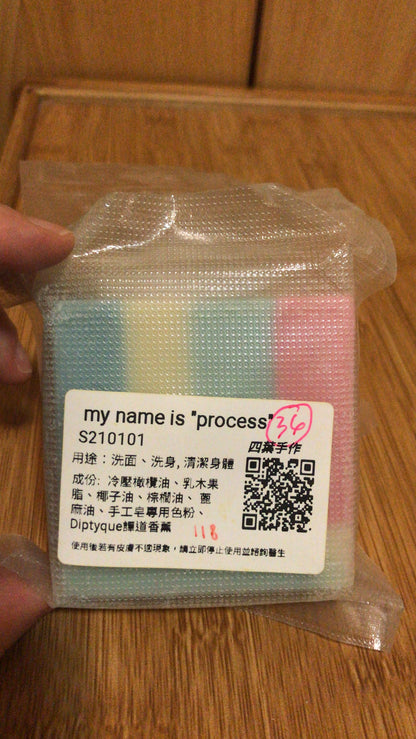 my name is "process"
36
S210101
四葉手作
用途：洗面、洗身, 清潔身體
成份: 冷壓橄欖油、乳木果
脂、椰子油、棕櫚油、蓖
麻油、手工皂專用色粉、
Diptyque譚道香薰
118
使用後若有皮膚不適現象，請立即停止使用並諮詢醫生